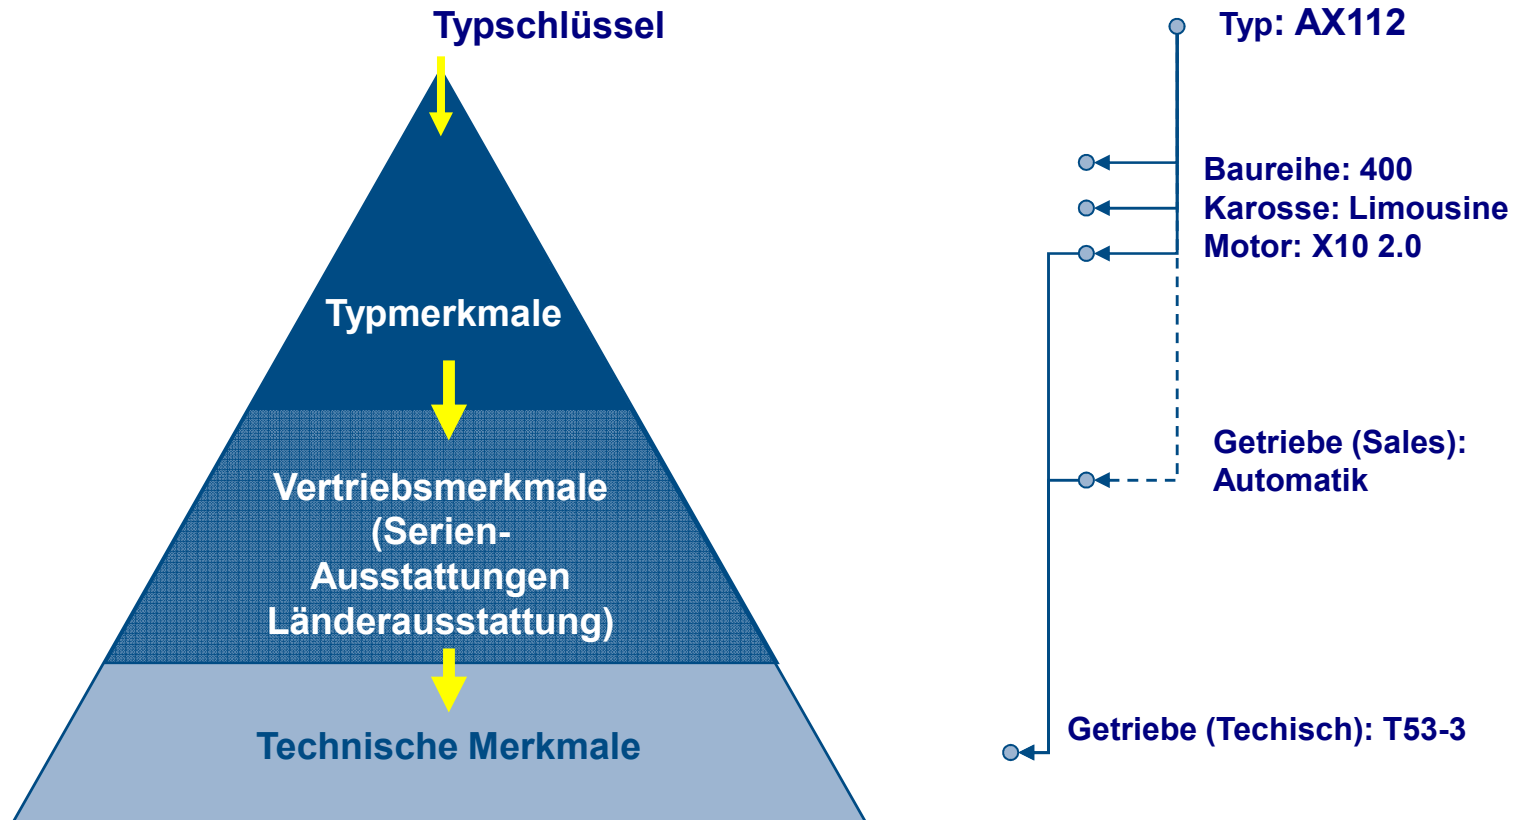 Typschlüssel
Typmerkmale
Vertriebsmerkmale
(Serien-
Ausstattungen
Länderausstattung)
Technische Merkmale
Typ: AX112
Baureihe: 400
Karosse: Limousine
Motor: X10 2.0
Getriebe (Sales):
Automatik
Getriebe (Techisch): T53-3